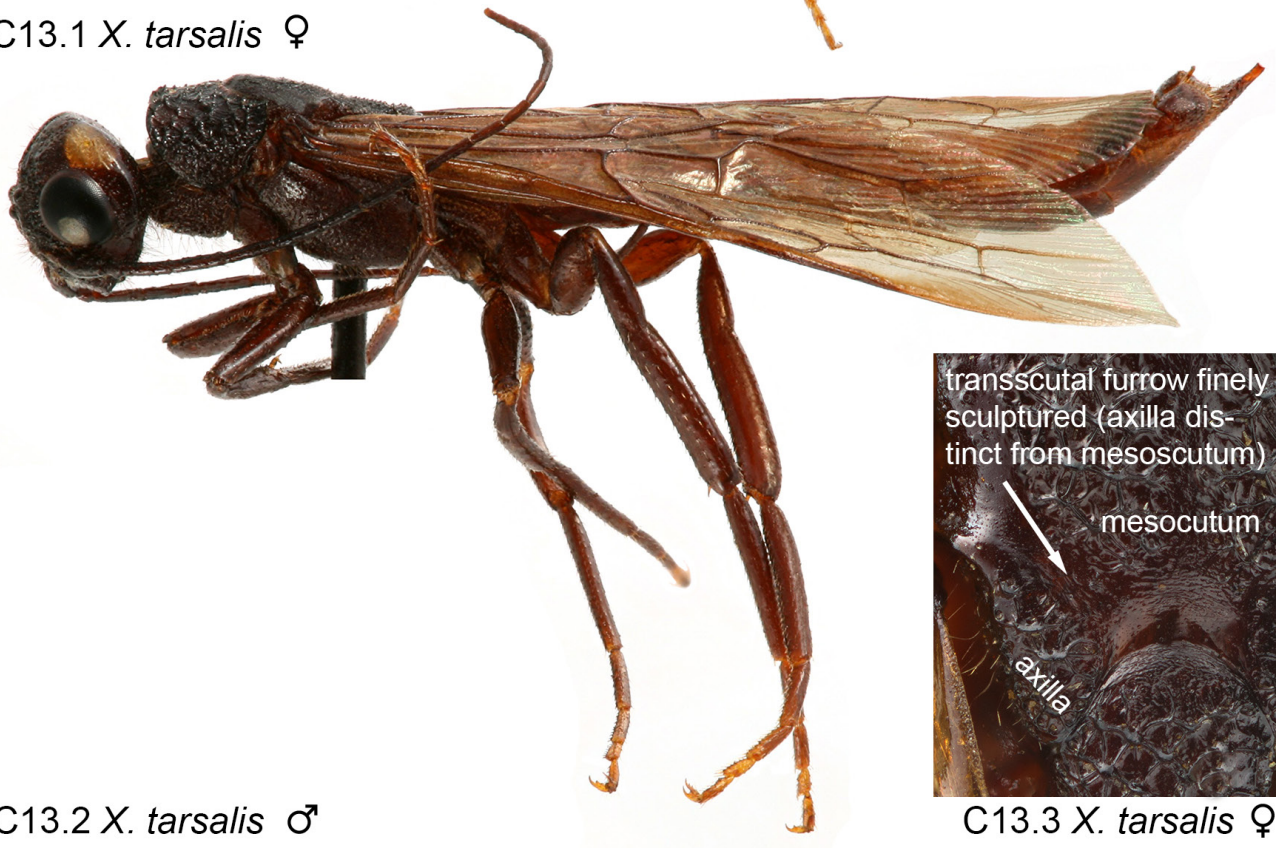 C13.1 X. tarsalis ♀
transscutal furrow finely
sculptured (axilla dis-
tinct from mesoscutum)
mesocutum
axilla
C13.2 X. tarsalis ♂
C13.3 X. tarsalis ♀